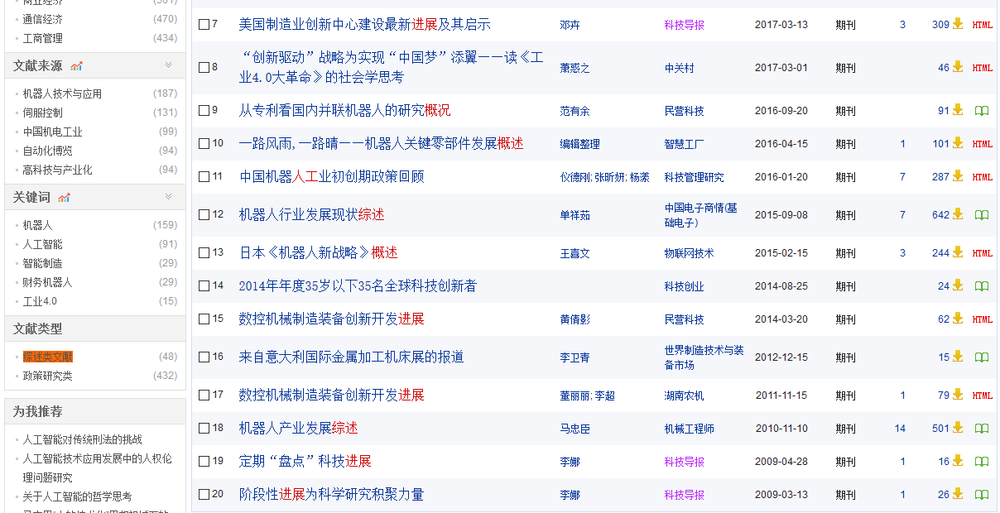 商业经济 (501)
通信经济 (470)
工商管理 (434)
文献来源
机器人技术与应用 (187)
伺服控制 (131)
中国机电工业 (99)
自动化博览 (94)
高科技与产业化 (94)
关键词
机器人 (159)
人工智能 (91)
智能制造 (29)
财务机器人 (29)
工业4.0 (15)
文献类型
综述类文献 (48)
政策研究类 (432)
为我推荐
人工智能对传统刑法的挑战
人工智能技术应用发展中的人权伦
理问题研究
关于人工智能的哲学思考
7 美国制造业创新中心建设最新进展及其启示 邓卉 科技导报 2017-03-13 期刊 3 309 HTML
8 “创新驱动”战略为实现“中国梦”添翼——读《工
业4.0大革命》的社会学思考 萧惑之 中关村 2017-03-01 期刊 46 HTML
9 从专利看国内并联机器人的研究概况 范有余 民营科技 2016-09-20 期刊 91
10 一路风雨,一路晴——机器人关键零部件发展概述 编辑整理 智慧工厂 2016-04-15 期刊 1 101 HTML
11 中国机器人工业初创期政策回顾 仪德刚;张昕妍;杨漾 科技管理研究 2016-01-20 期刊 7 287 HTML
12 机器人行业发展现状综述 单祥茹 中国电子商情(基
础电子) 2015-09-08 期刊 7 642
13 日本《机器人新战略》概述 王喜文 物联网技术 2015-02-15 期刊 3 244 HTML
14 2014年年度35岁以下35名全球科技创新者 科技创业 2014-08-25 期刊 24
15 数控机械制造装备创新开发进展 黄倩影 民营科技 2014-03-20 期刊 62 HTML
16 来自意大利国际金属加工机床展的报道 李卫青 世界制造技术与装
备市场 2012-12-15 期刊 15
17 数控机械制造装备创新开发进展 董丽丽;李超 湖南农机 2011-11-15 期刊 1 79 HTML
18 机器人产业发展综述 马忠臣 机械工程师 2010-11-10 期刊 14 501
19 定期“盘点”科技进展 李娜 科技导报 2009-04-28 期刊 1 16
20 阶段性进展为科学研究积聚力量 李娜 科技导报 2009-03-13 期刊 1 26